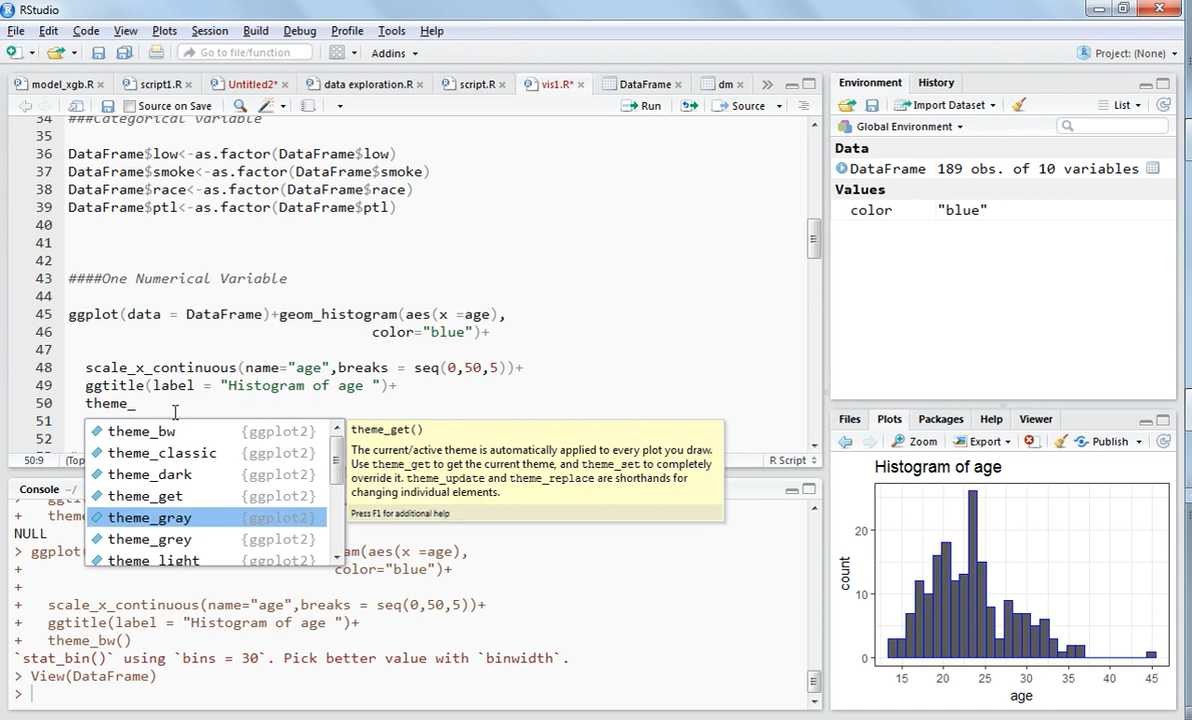 RStudio
File Edit Code View Plots Session Build Debug Profile Tools Help
Go to file/function Addins Project: (None)
model_xgb.R script1.R Untitled2* data exploration.R script.R vis1.R* DataFrame dm
Source on Save Run Source
34 ###Categorical Variable
35
36 DataFrame$low<-as.factor(DataFrame$low)
37 DataFrame$smoke<-as.factor(DataFrame$smoke)
38 DataFrame$race<-as.factor(DataFrame$race)
39 DataFrame$ptl<-as.factor(DataFrame$ptl)
40
41
42
43 ####One Numerical Variable
44
45 ggplot(data = DataFrame)+geom_histogram(aes(x =age),
46 color="blue")+
47
48 scale_x_continuous(name="age",breaks = seq(0,50,5))+
49 ggtitle(label = "Histogram of age ")+
50 theme_
51
52
theme_bw {ggplot2}
theme_classic {ggplot2}
theme_dark {ggplot2}
theme_get {ggplot2}
theme_gray {ggplot2}
theme_grey {ggplot2}
theme_light {ggplot2}
theme_get()
The current/active theme is automatically applied to every plot you draw.
Use theme_get to get the current theme, and theme_set to completely
override it. theme_update and theme_replace are shorthands for
changing individual elements.
Press F1 for additional help
50:9 (Top R Script
Console ~/
+ theme
NULL
> ggplot( am(aes(x =age),
+ color="blue")+
+
+ scale_x_continuous(name="age",breaks = seq(0,50,5))+
+ ggtitle(label = "Histogram of age ")+
+ theme_bw()
`stat_bin()` using `bins = 30`. Pick better value with `binwidth`.
> View(DataFrame)
>
Environment History
Import Dataset List
Global Environment
Data
DataFrame 189 obs. of 10 variables
Values
color "blue"
Files Plots Packages Help Viewer
Zoom Export Publish
Histogram of age
20
10
0
count
15 20 25 30 35 40 45
age